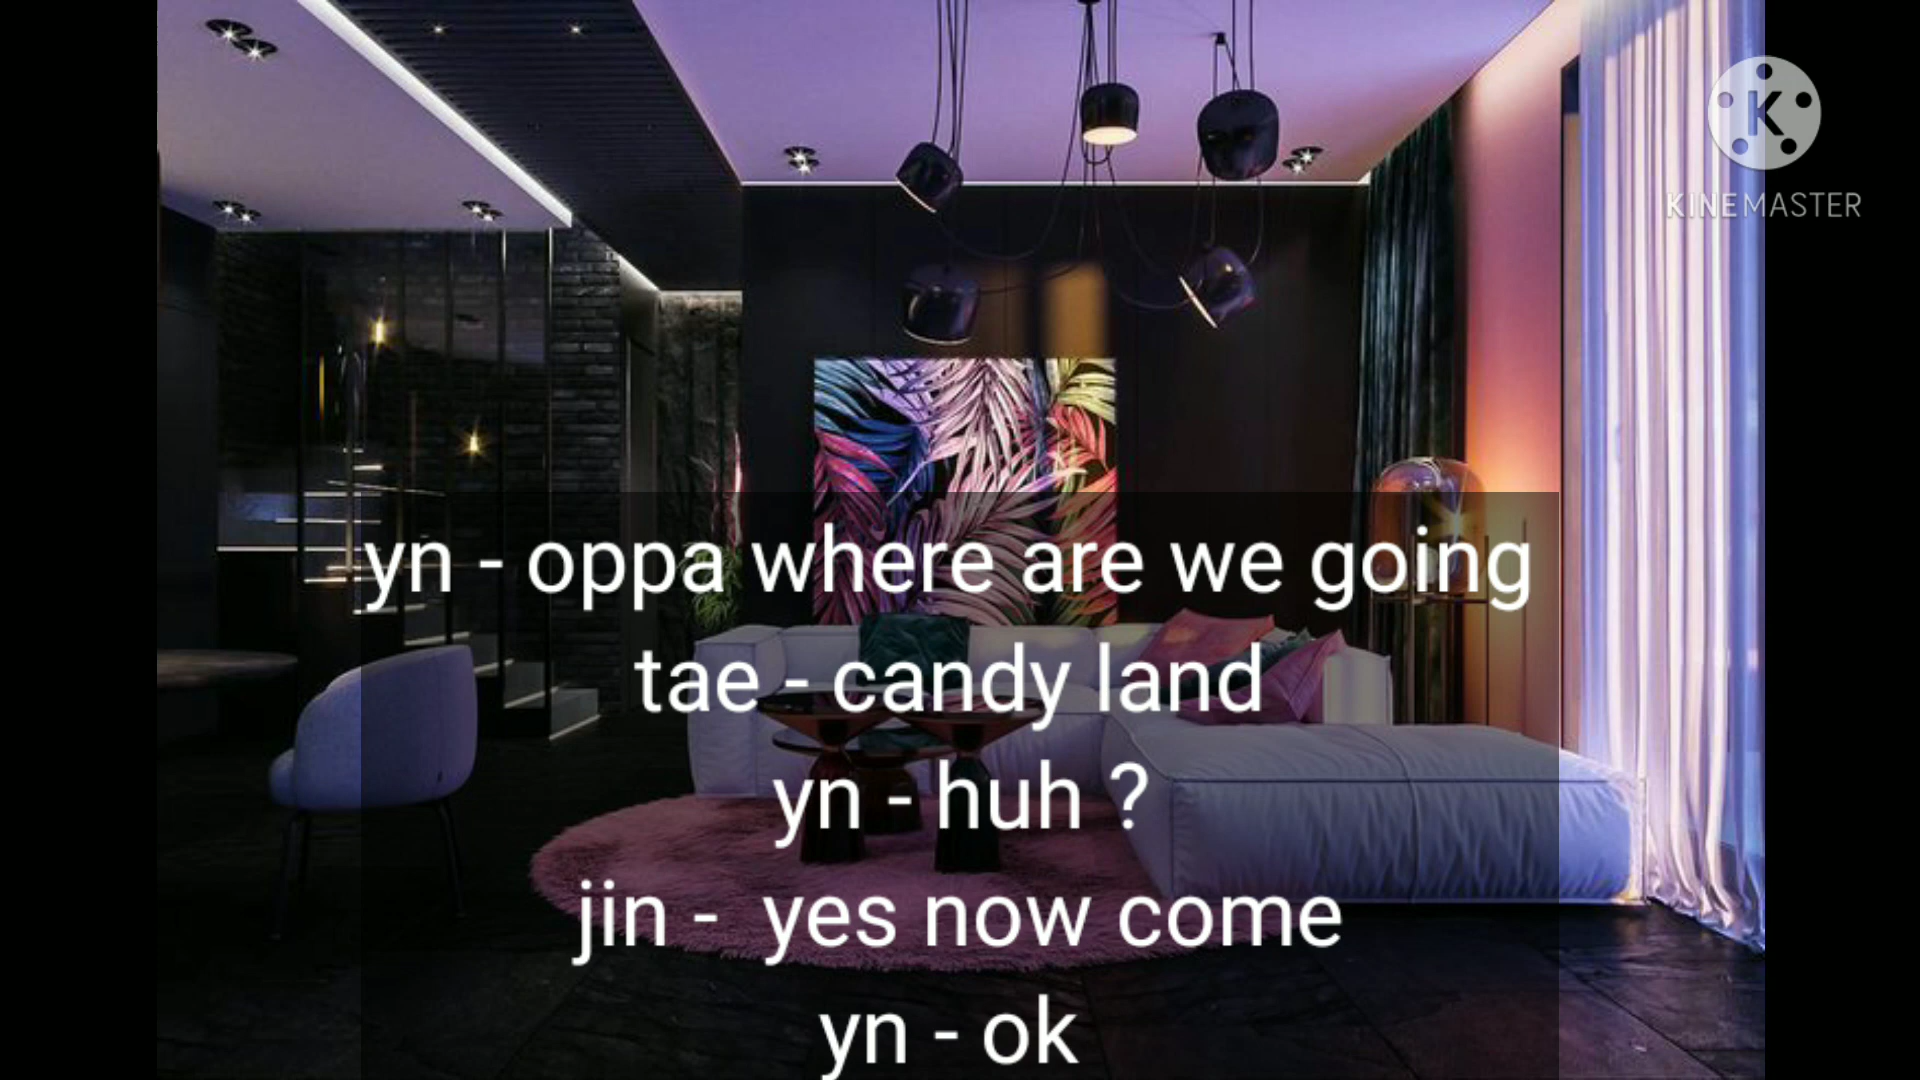 KINEMASTER
yn - oppa where are we going
tae - candy land
yn - huh ?
jin -  yes now come
yn - ok